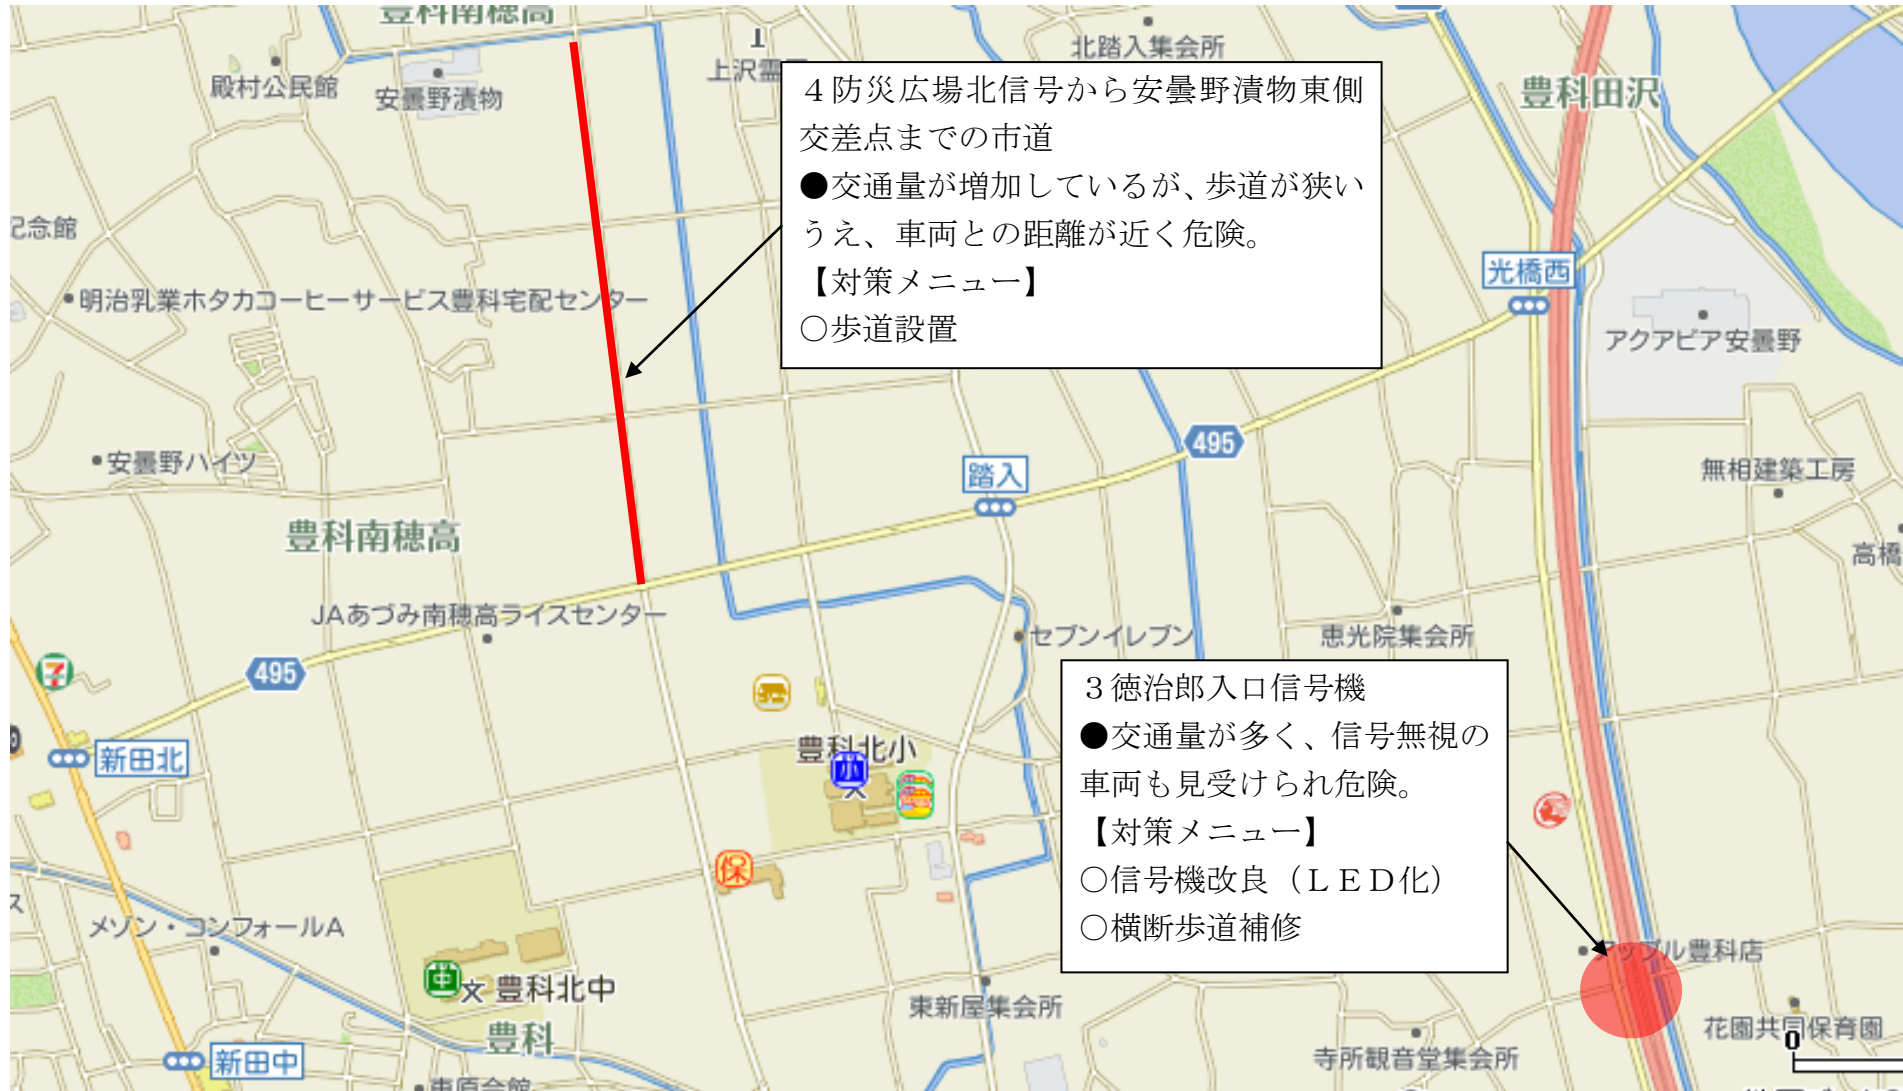 豊科南穂高
殿村公民館
安曇野漬物
北踏入集会所
豊科田沢
4防災広場北信号から安曇野漬物東側
交差点までの市道
●交通量が増加しているが、歩道が狭い
うえ、車両との距離が近く危険。
【対策メニュー】
○歩道設置
記念館
明治乳業ホタカコーヒーサービス豊科宅配センター
光橋西
アクアピア安曇野
安曇野ハイツ
495
踏入
無相建築工房
豊科南穂高
高橋
JAあづみ南穂高ライスセンター
セブンイレブン
恵光院集会所
495
3徳治郎入口信号機
●交通量が多く、信号無視の
車両も見受けられ危険。
【対策メニュー】
○信号機改良（ＬＥＤ化）
○横断歩道補修
新田北
豊科北小
小
保
メゾン・コンフォールA
アップル豊科店
中
文 豊科北中
東新屋集会所
豊科
花園共同保育園
0
新田中
寺所観音堂集会所